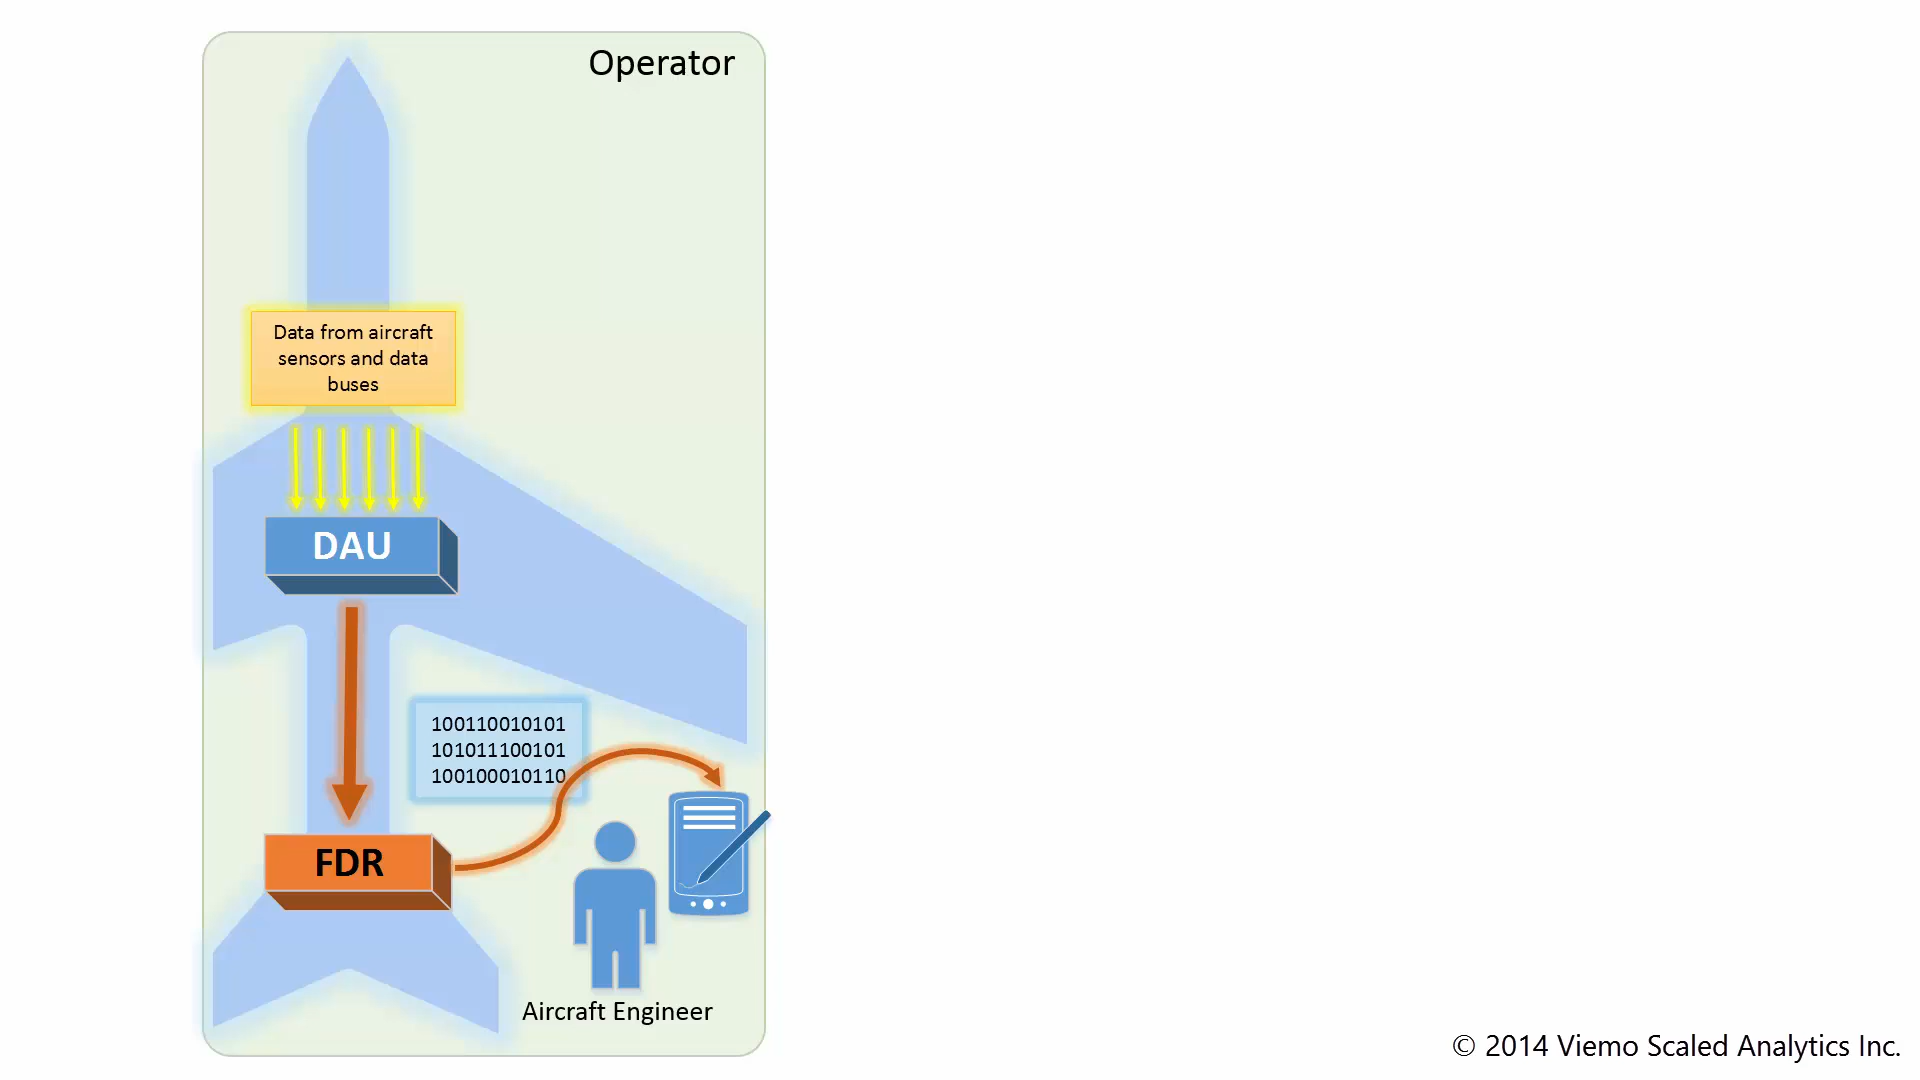 Operator
Data from aircraft
sensors and data
buses
DAU
100110010101
101011100101
100100010110
FDR
Aircraft Engineer
© 2014 Viemo Scaled Analytics Inc.